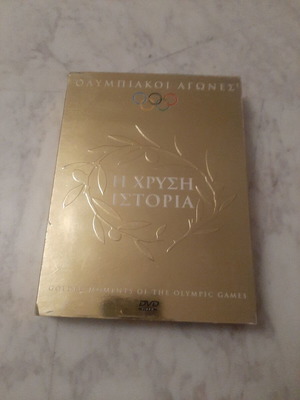 ΟΛΥΜΠΙΑΚΟΙ ΑΓΩΝΕΣ
Η ΧΡΥΣΗ
ΙΣΤΟΡΙΑ
GOLDEN MOMENTS OF THE OLYMPIC GAMES
DVD